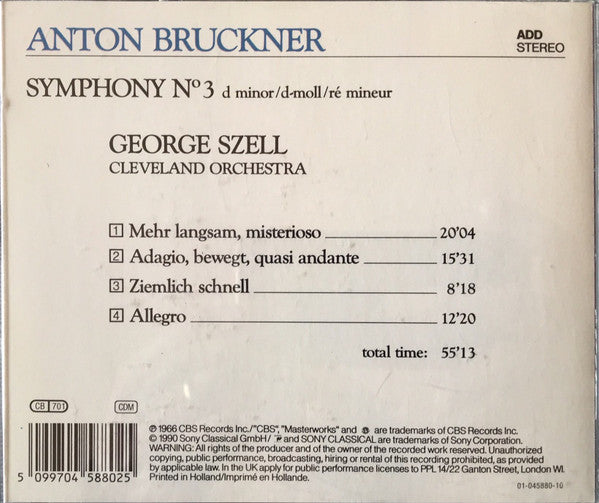 ANTON BRUCKNER
ADD
STEREO
SYMPHONY Nº 3 d minor/d-moll/ré mineur
GEORGE SZELL
CLEVELAND ORCHESTRA
1 Mehr langsam, misterioso 20'04
2 Adagio, bewegt, quasi andante 15'31
3 Ziemlich schnell 8'18
4 Allegro 12'20
total time: 55'13
CB 701
CDM
℗ 1966 CBS Records Inc./"CBS", "Masterworks" and are trademarks of CBS Records Inc.
© 1990 Sony Classical GmbH/ and SONY CLASSICAL are trademarks of Sony Corporation.
WARNING: All rights of the producer and of the owner of the recorded work reserved. Unauthorized
copying, public performance, broadcasting, hiring or rental of this recording prohibited, as provided
by applicable law. In the UK apply for public performance licenses to PPL 14/22 Ganton Street, London W1.
Printed in Holland/Imprimé en Hollande.
5 099704 588025
01-045880-10